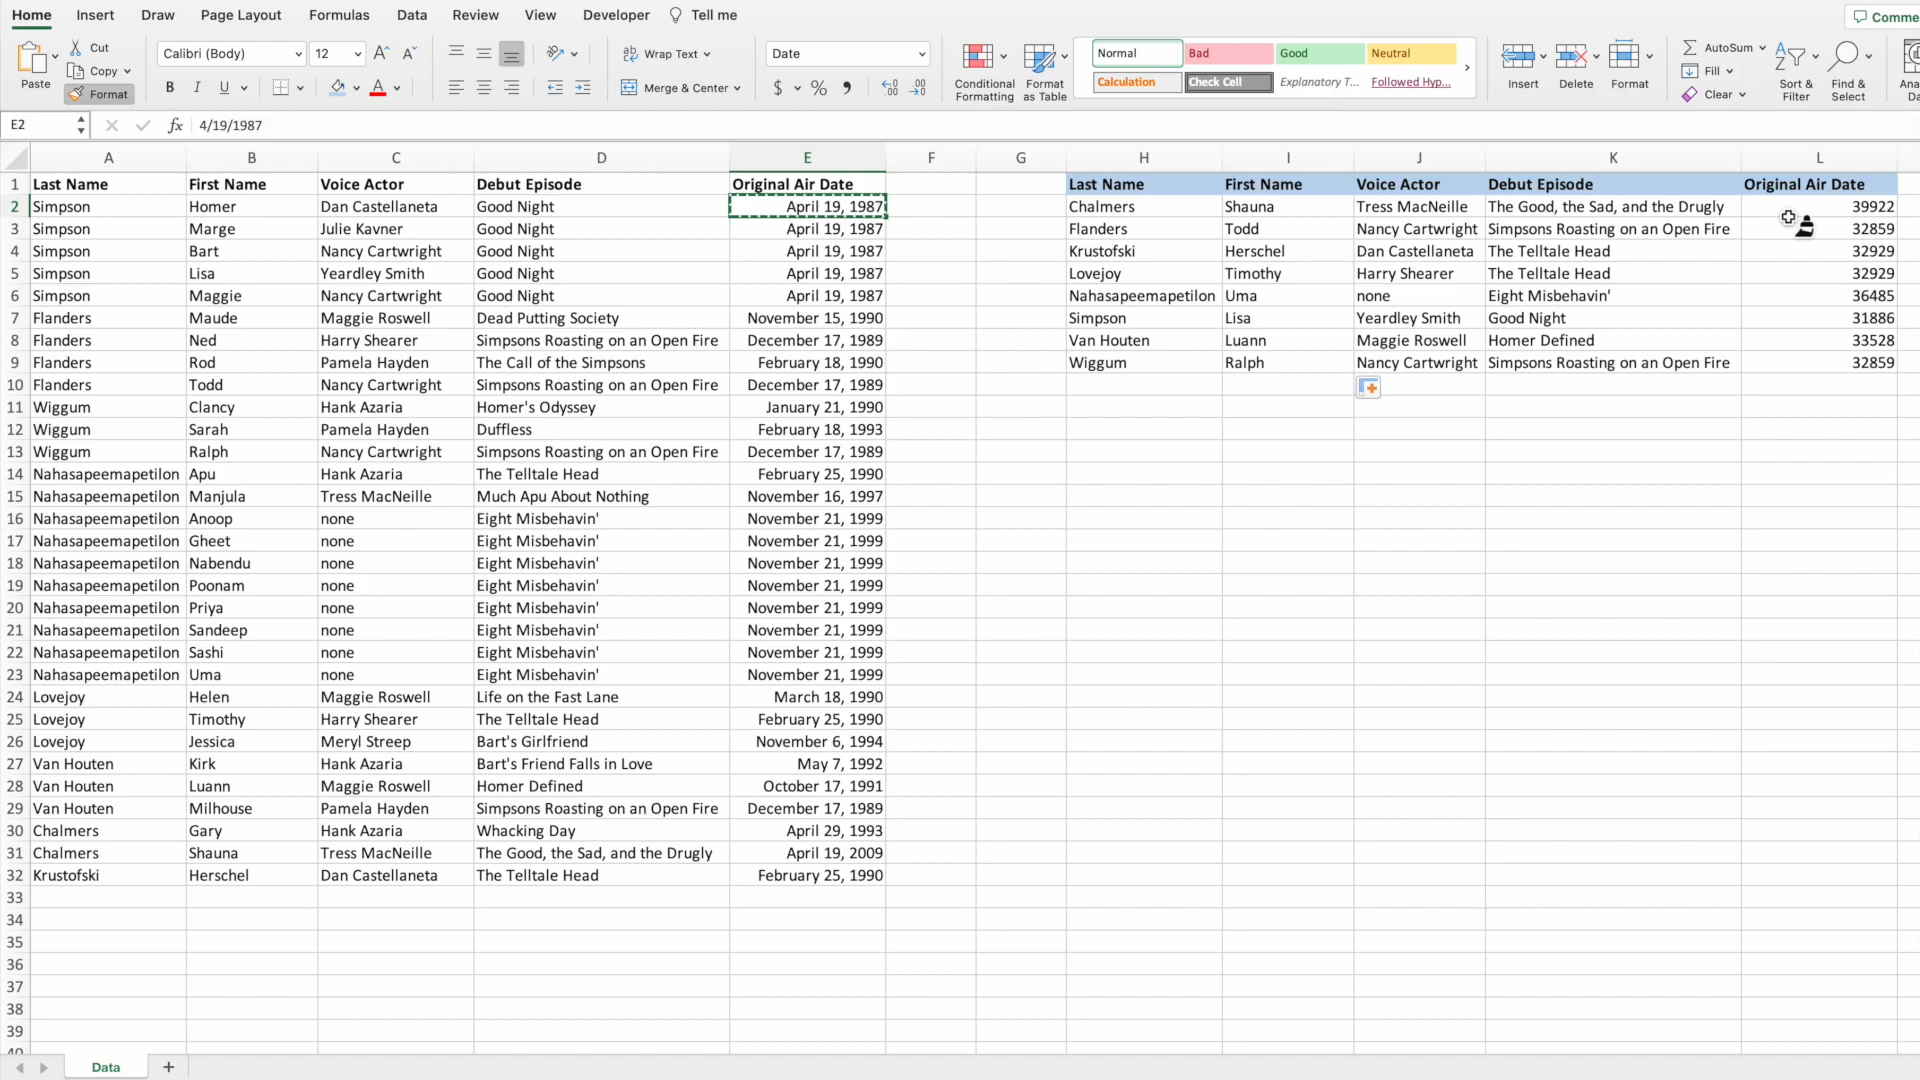 Home Insert Draw Page Layout Formulas Data Review View Developer Tell me Comme
Paste Cut Copy Format
Calibri (Body) 12
B I U
Wrap Text
Merge & Center
Date
$ %
Conditional Formatting
Format as Table
Normal Bad Good Neutral
Calculation Check Cell Explanatory T... Followed Hyp...
Insert Delete Format
AutoSum
Fill
Clear
Sort & Filter
Find & Select
E2 fx 4/19/1987
A B C D E F G H I J K L
1 Last Name First Name Voice Actor Debut Episode Original Air Date Last Name First Name Voice Actor Debut Episode Original Air Date
2 Simpson Homer Dan Castellaneta Good Night April 19, 1987 Chalmers Shauna Tress MacNeille The Good, the Sad, and the Drugly 39922
3 Simpson Marge Julie Kavner Good Night April 19, 1987 Flanders Todd Nancy Cartwright Simpsons Roasting on an Open Fire 32859
4 Simpson Bart Nancy Cartwright Good Night April 19, 1987 Krustofski Herschel Dan Castellaneta The Telltale Head 32929
5 Simpson Lisa Yeardley Smith Good Night April 19, 1987 Lovejoy Timothy Harry Shearer The Telltale Head 32929
6 Simpson Maggie Nancy Cartwright Good Night April 19, 1987 Nahasapeemapetilon Uma none Eight Misbehavin' 36485
7 Flanders Maude Maggie Roswell Dead Putting Society November 15, 1990 Simpson Lisa Yeardley Smith Good Night 31886
8 Flanders Ned Harry Shearer Simpsons Roasting on an Open Fire December 17, 1989 Van Houten Luann Maggie Roswell Homer Defined 33528
9 Flanders Rod Pamela Hayden The Call of the Simpsons February 18, 1990 Wiggum Ralph Nancy Cartwright Simpsons Roasting on an Open Fire 32859
10 Flanders Todd Nancy Cartwright Simpsons Roasting on an Open Fire December 17, 1989
11 Wiggum Clancy Hank Azaria Homer's Odyssey January 21, 1990
12 Wiggum Sarah Pamela Hayden Duffless February 18, 1993
13 Wiggum Ralph Nancy Cartwright Simpsons Roasting on an Open Fire December 17, 1989
14 Nahasapeemapetilon Apu Hank Azaria The Telltale Head February 25, 1990
15 Nahasapeemapetilon Manjula Tress MacNeille Much Apu About Nothing November 16, 1997
16 Nahasapeemapetilon Anoop none Eight Misbehavin' November 21, 1999
17 Nahasapeemapetilon Gheet none Eight Misbehavin' November 21, 1999
18 Nahasapeemapetilon Nabendu none Eight Misbehavin' November 21, 1999
19 Nahasapeemapetilon Poonam none Eight Misbehavin' November 21, 1999
20 Nahasapeemapetilon Priya none Eight Misbehavin' November 21, 1999
21 Nahasapeemapetilon Sandeep none Eight Misbehavin' November 21, 1999
22 Nahasapeemapetilon Sashi none Eight Misbehavin' November 21, 1999
23 Nahasapeemapetilon Uma none Eight Misbehavin' November 21, 1999
24 Lovejoy Helen Maggie Roswell Life on the Fast Lane March 18, 1990
25 Lovejoy Timothy Harry Shearer The Telltale Head February 25, 1990
26 Lovejoy Jessica Meryl Streep Bart's Girlfriend November 6, 1994
27 Van Houten Kirk Hank Azaria Bart's Friend Falls in Love May 7, 1992
28 Van Houten Luann Maggie Roswell Homer Defined October 17, 1991
29 Van Houten Milhouse Pamela Hayden Simpsons Roasting on an Open Fire December 17, 1989
30 Chalmers Gary Hank Azaria Whacking Day April 29, 1993
31 Chalmers Shauna Tress MacNeille The Good, the Sad, and the Drugly April 19, 2009
32 Krustofski Herschel Dan Castellaneta The Telltale Head February 25, 1990
33
34
35
36
37
38
39
Data